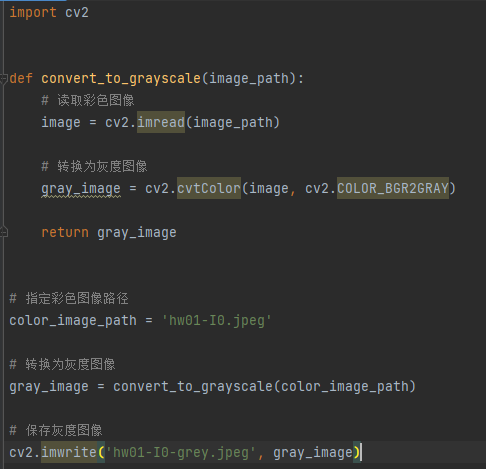 import cv2
def convert_to_grayscale(image_path):
# 读取彩色图像
image = cv2.imread(image_path)
# 转换为灰度图像
gray_image = cv2.cvtColor(image, cv2.COLOR_BGR2GRAY)
return gray_image
# 指定彩色图像路径
color_image_path = 'hw01-I0.jpeg'
# 转换为灰度图像
gray_image = convert_to_grayscale(color_image_path)
# 保存灰度图像
cv2.imwrite('hw01-I0-grey.jpeg', gray_image)